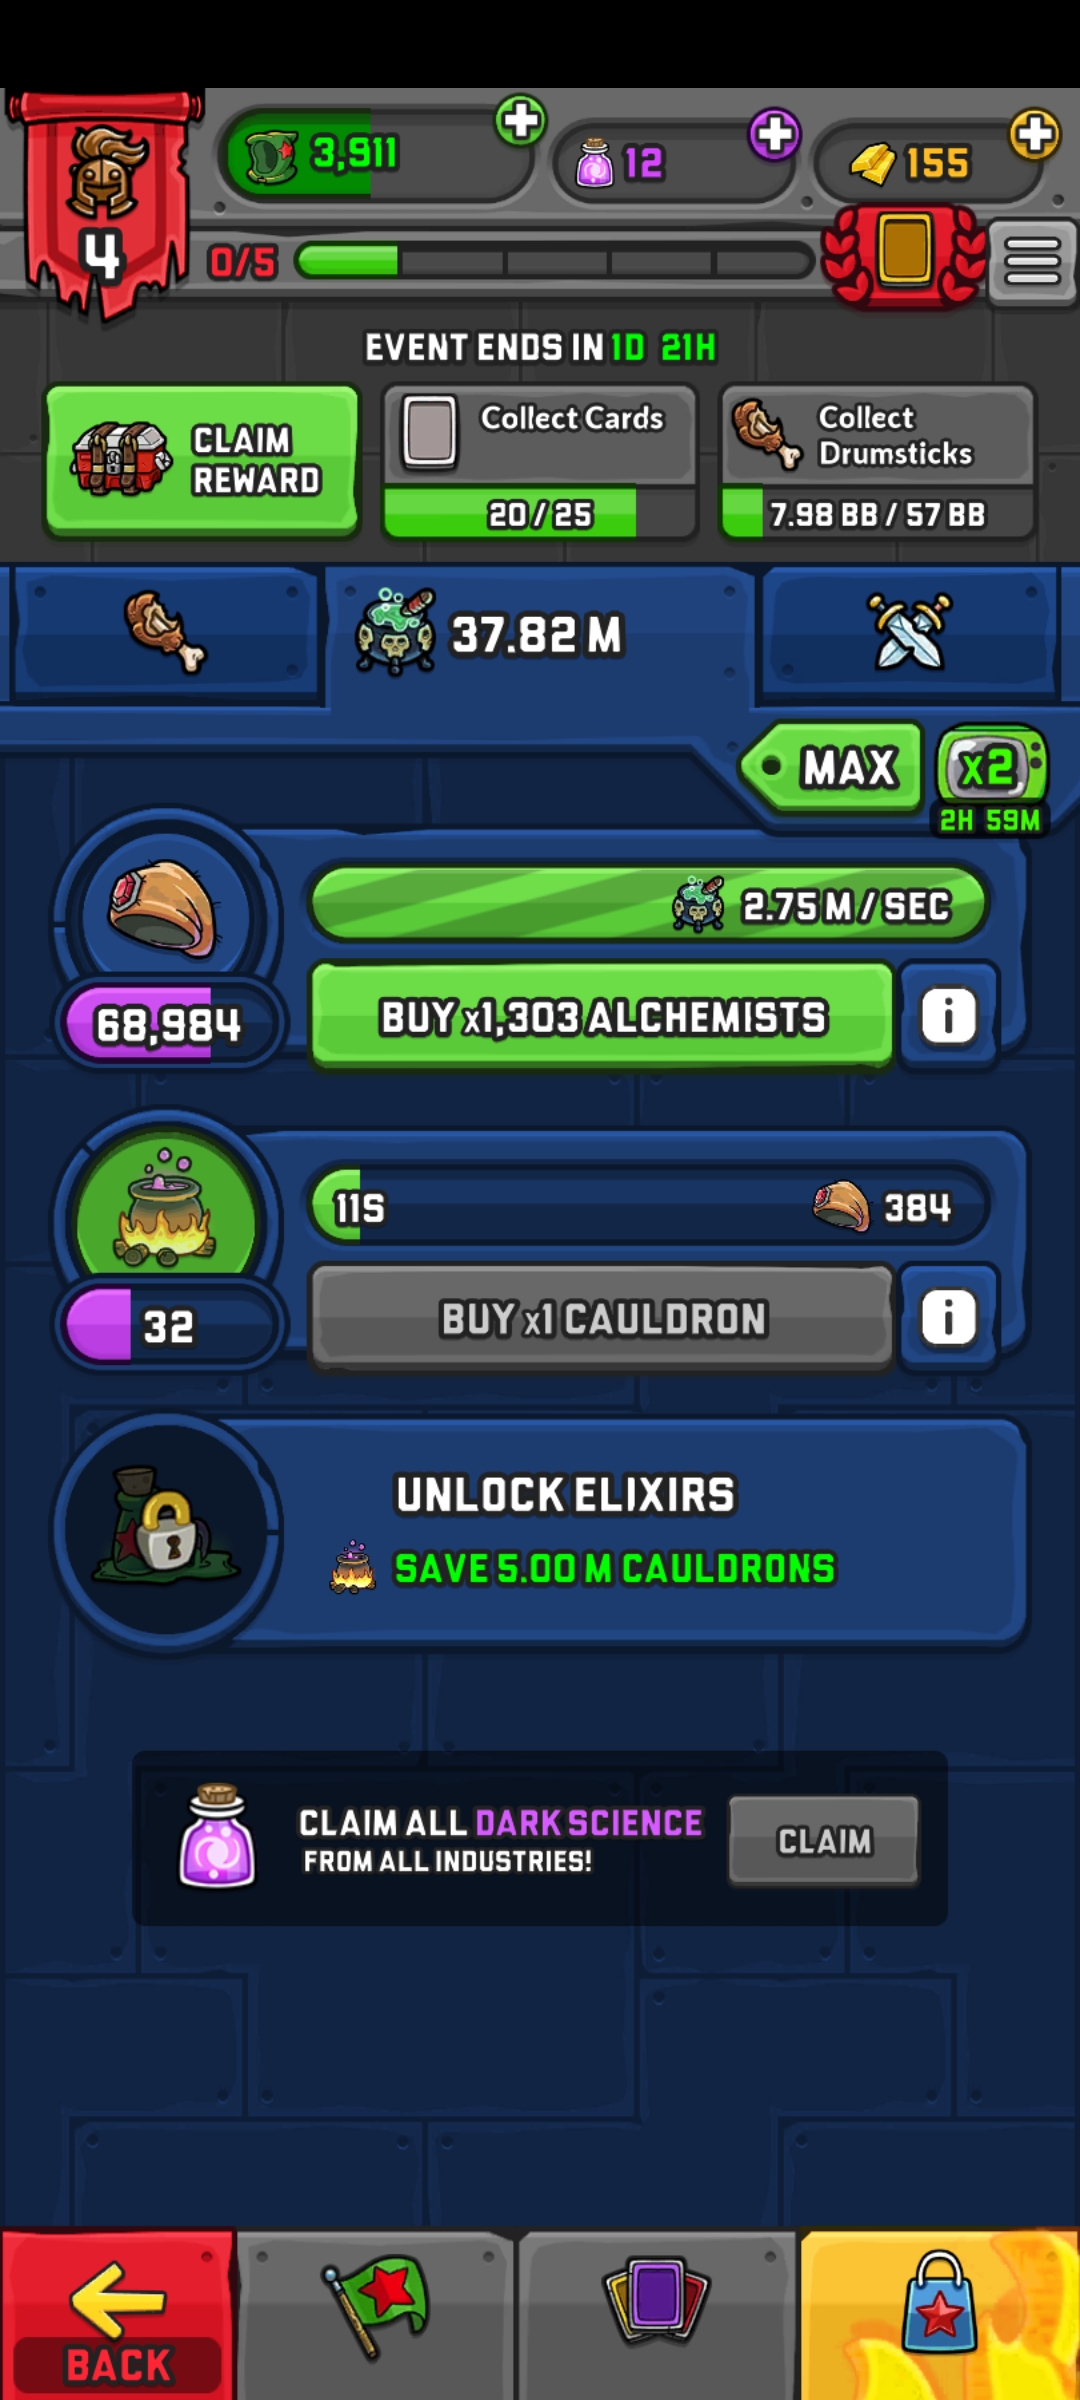 4
3,911
12
155
0/5
EVENT ENDS IN 1D 21H
CLAIM
REWARD
Collect Cards
20 / 25
Collect
Drumsticks
7.98 BB / 57 BB
37.82 M
MAX
x2
2H 59M
2.75 M / SEC
68,984
BUY x1,303 ALCHEMISTS
i
11S
384
32
BUY x1 CAULDRON
i
UNLOCK ELIXIRS
SAVE 5.00 M CAULDRONS
CLAIM ALL DARK SCIENCE
FROM ALL INDUSTRIES!
CLAIM
BACK